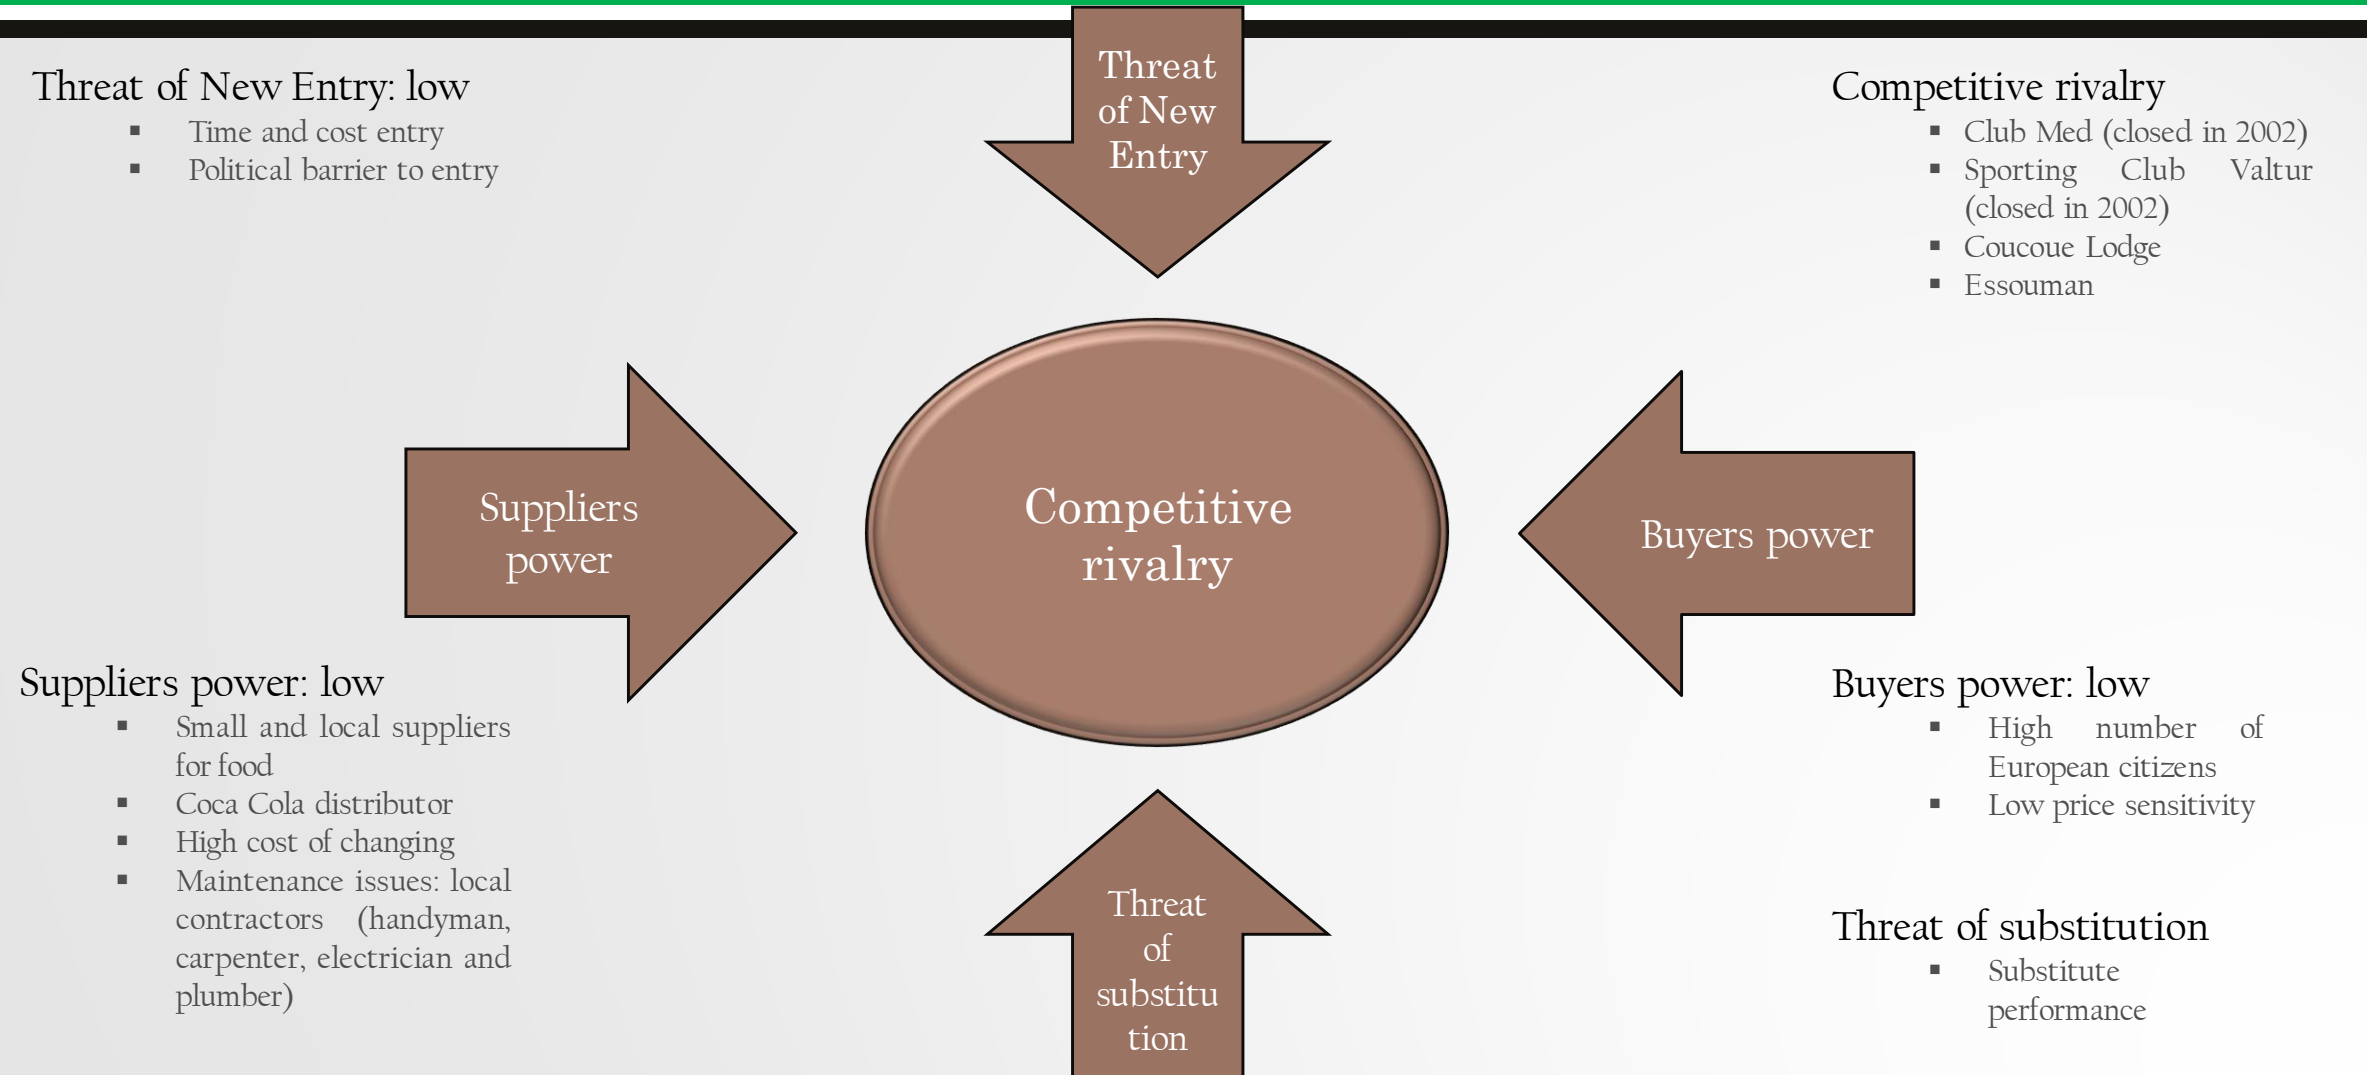 Threat of New Entry: low
▪ Time and cost entry
▪ Political barrier to entry
Threat
of New
Entry
Competitive rivalry
▪ Club Med (closed in 2002)
▪ Sporting Club Valtur
(closed in 2002)
▪ Coucoue Lodge
▪ Essouman
Suppliers
power
Competitive
rivalry
Buyers power
Suppliers power: low
▪ Small and local suppliers
for food
▪ Coca Cola distributor
▪ High cost of changing
▪ Maintenance issues: local
contractors (handyman,
carpenter, electrician and
plumber)
Threat
of
substitu
tion
Buyers power: low
▪ High number of
European citizens
▪ Low price sensitivity
Threat of substitution
▪ Substitute
performance